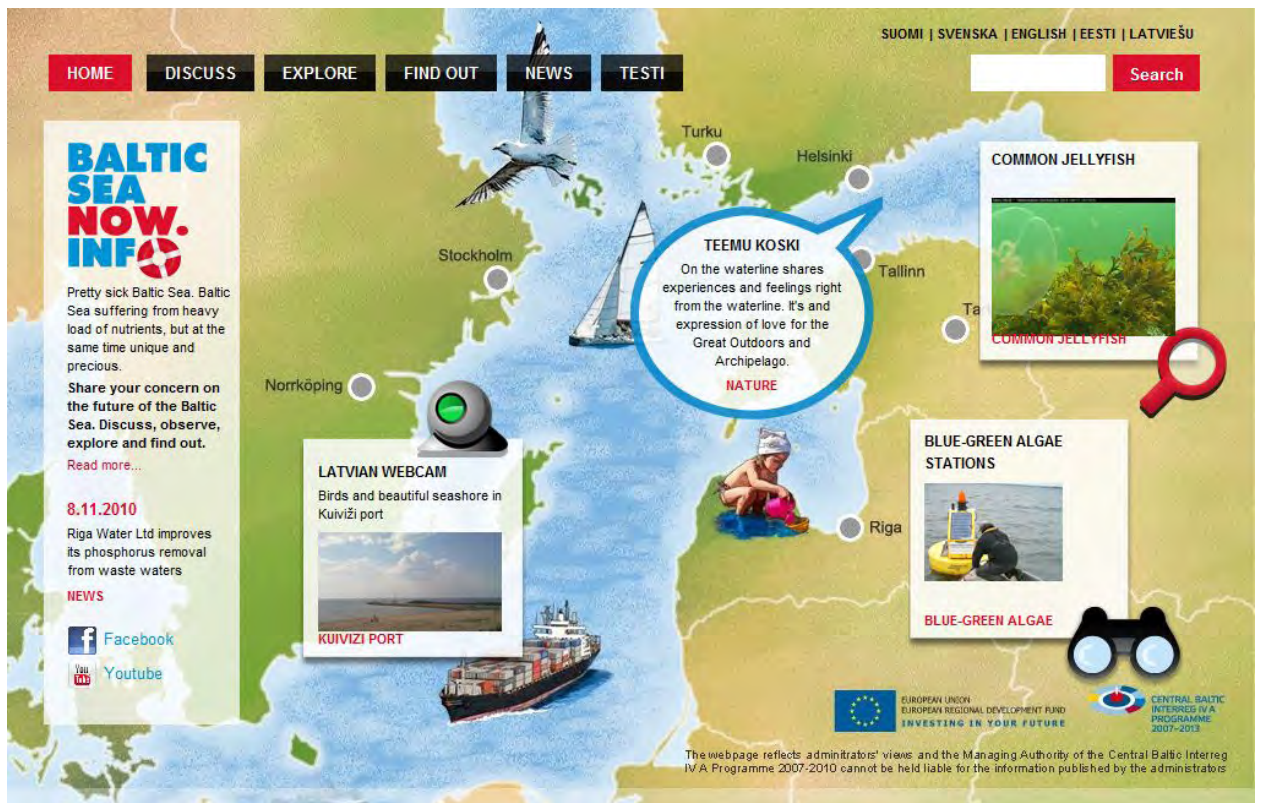 SUOMI | SVENSKA | ENGLISH | EESTI | LATVIEŠU
HOME DISCUSS EXPLORE FIND OUT NEWS TESTI Search
BALTIC
SEA
NOW.
INFO
Pretty sick Baltic Sea. Baltic
Sea suffering from heavy
load of nutrients, but at the
same time unique and
precious.
Share your concern on
the future of the Baltic
Sea. Discuss, observe,
explore and find out.
Read more...
8.11.2010
Riga Water Ltd improves
its phosphorus removal
from waste waters
NEWS
Facebook
You
Tube
Youtube
Turku
Helsinki
Stockholm
Tallinn
Norrköping
Riga
TEEMU KOSKI
On the waterline shares
experiences and feelings right
from the waterline. It's and
expression of love for the
Great Outdoors and
Archipelago.
NATURE
COMMON JELLYFISH
COMMON JELLYFISH
LATVIAN WEBCAM
Birds and beautiful seashore in
Kuiviži port
KUIVIZI PORT
BLUE-GREEN ALGAE
STATIONS
BLUE-GREEN ALGAE
EUROPEAN UNION
EUROPEAN REGIONAL DEVELOPMENT FUND
INVESTING IN YOUR FUTURE
CENTRAL BALTIC
INTERREG IV A
PROGRAMME
2007-2013
The webpage reflects adminitrators' views and the Managing Authority of the Central Baltic Interreg
IV A Programme 2007-2010 cannot be held liable for the information published by the administrators